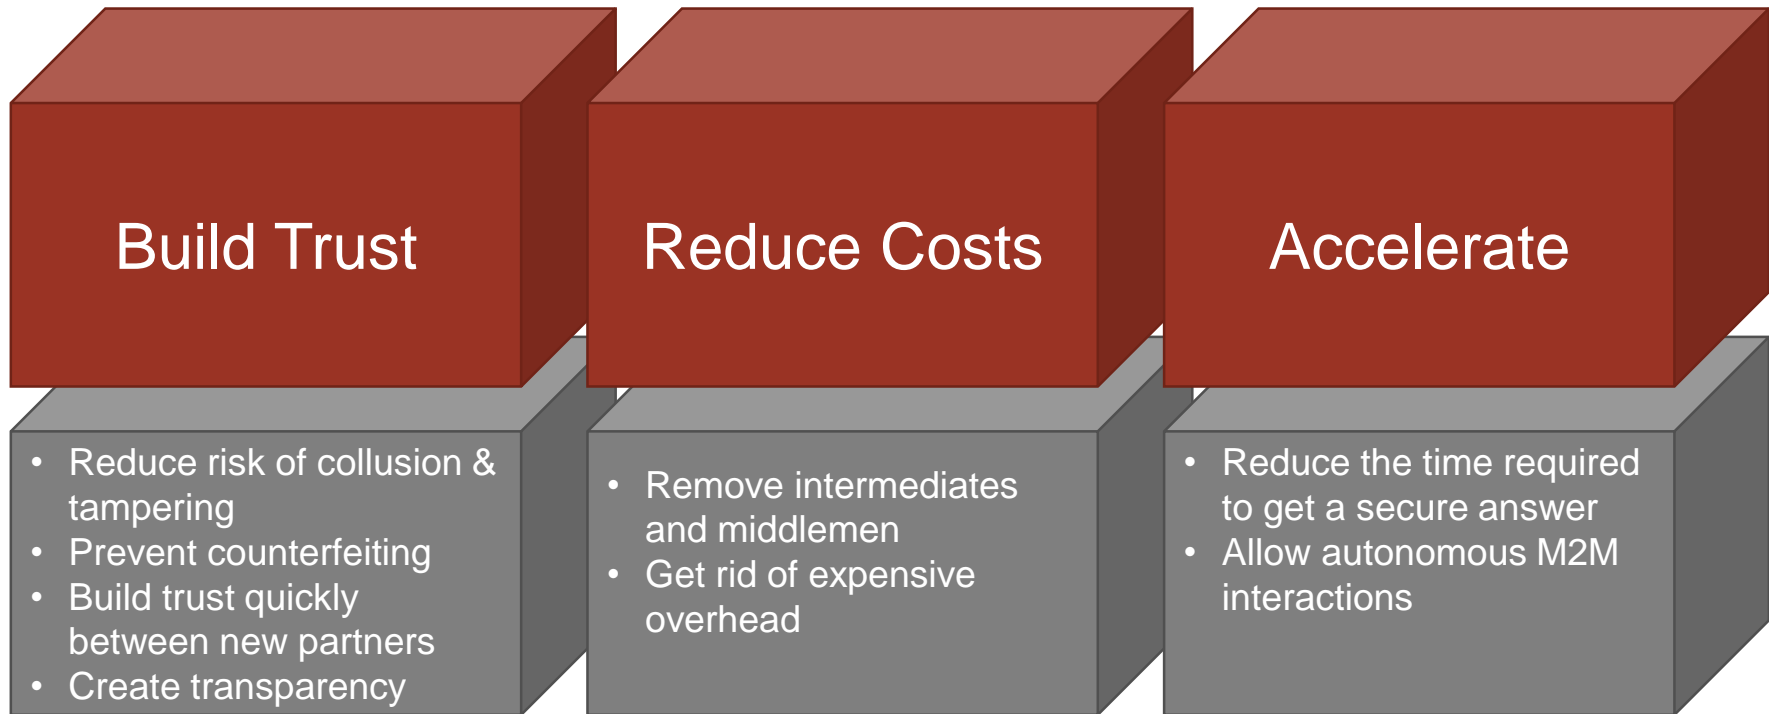 Build Trust
Reduce Costs
Accelerate
• Reduce risk of collusion &
tampering
• Prevent counterfeiting
• Build trust quickly
between new partners
• Create transparency
• Remove intermediates
and middlemen
• Get rid of expensive
overhead
• Reduce the time required
to get a secure answer
• Allow autonomous M2M
interactions